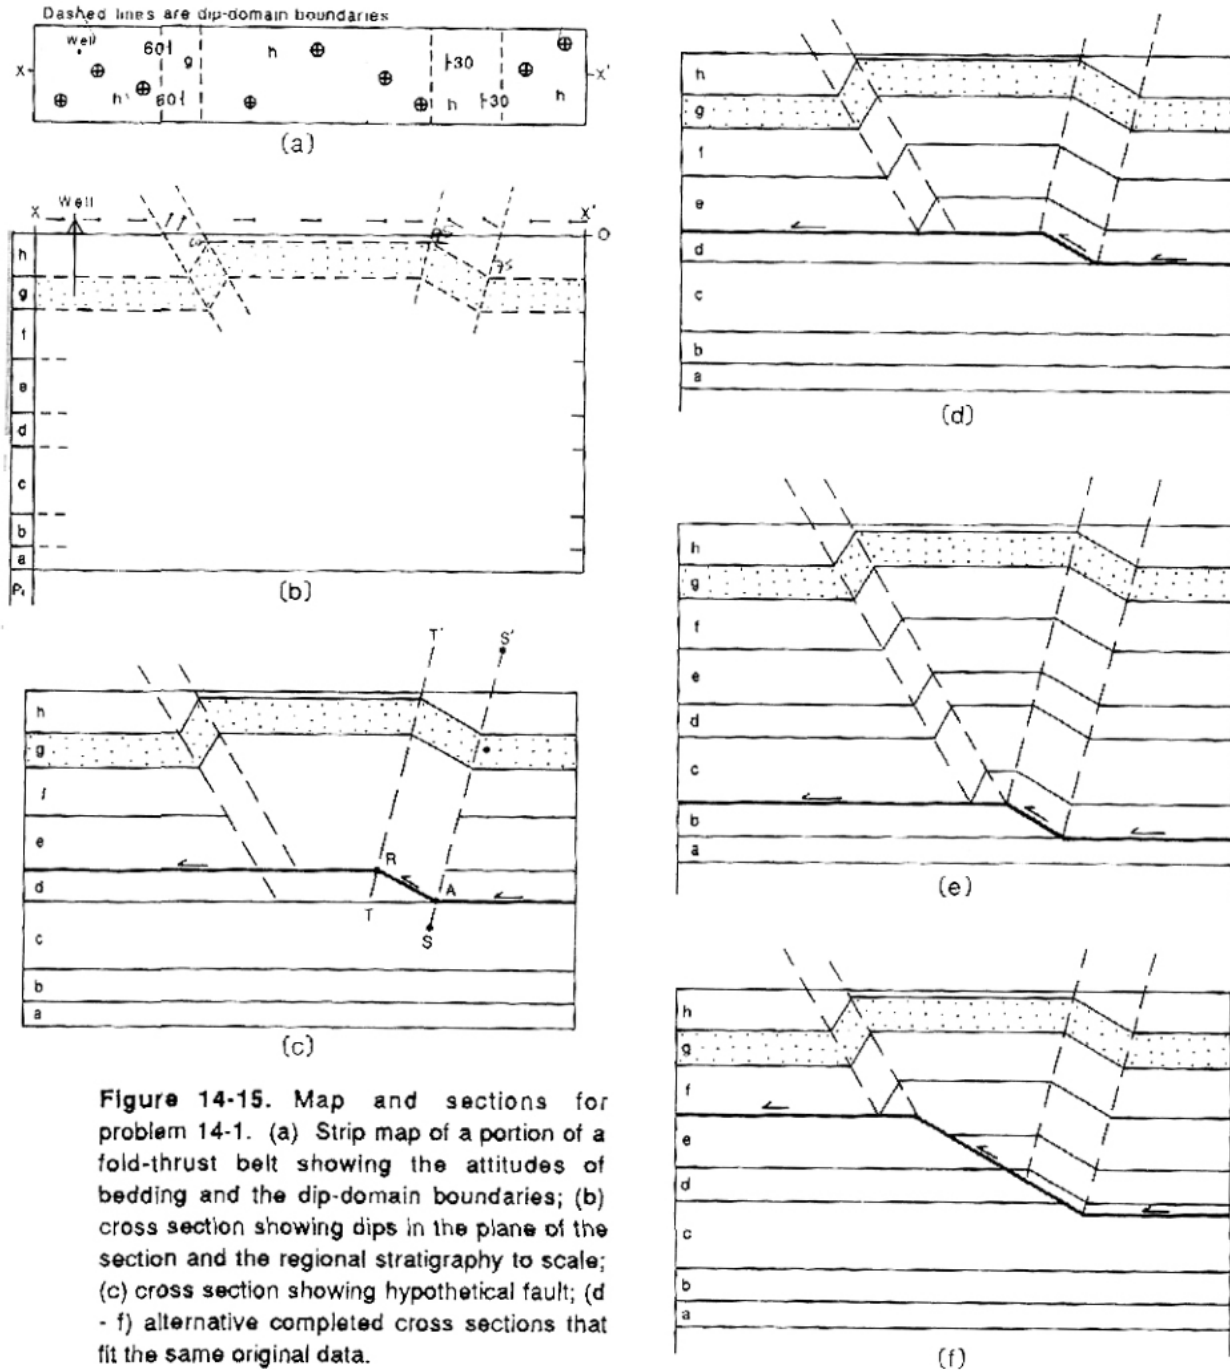 Dashed lines are dip-domain boundaries
Well
60
g
h
30
X
X'
h
60
h
30
h
(a)
X
Well
X'
O
h
g
f
e
d
c
b
a
(b)
T'
S'
h
g
f
e
R
d
A
T
c
S
b
a
(c)
h
g
f
e
d
c
b
a
(d)
h
g
f
e
d
c
b
a
(e)
h
g
f
e
d
c
b
a
(f)
Figure 14-15. Map and sections for
problem 14-1. (a) Strip map of a portion of a
fold-thrust belt showing the attitudes of
bedding and the dip-domain boundaries; (b)
cross section showing dips in the plane of the
section and the regional stratigraphy to scale;
(c) cross section showing hypothetical fault; (d
- f) alternative completed cross sections that
fit the same original data.